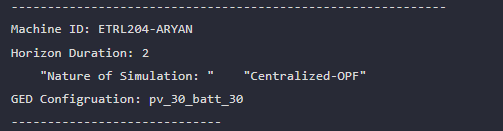 -----------------------------------------------------------
Machine ID: ETRL204-ARYAN
Horizon Duration: 2
    "Nature of Simulation: "    "Centralized-OPF"
GED Configruation: pv_30_batt_30
-----------------------------